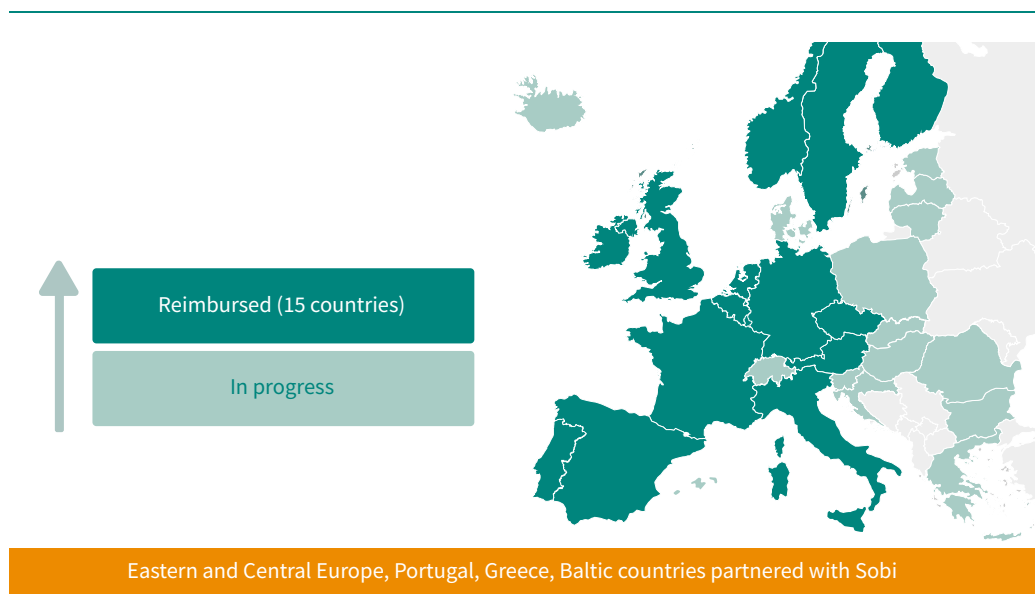 Reimbursed (15 countries)
In progress
Eastern and Central Europe, Portugal, Greece, Baltic countries partnered with Sobi